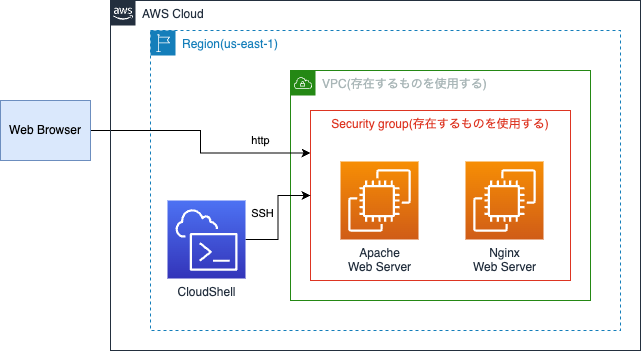 aws
AWS Cloud
Region(us-east-1)
VPC(存在するものを使用する)
Security group(存在するものを使用する)
Web Browser
http
SSH
CloudShell
Apache
Web Server
Nginx
Web Server